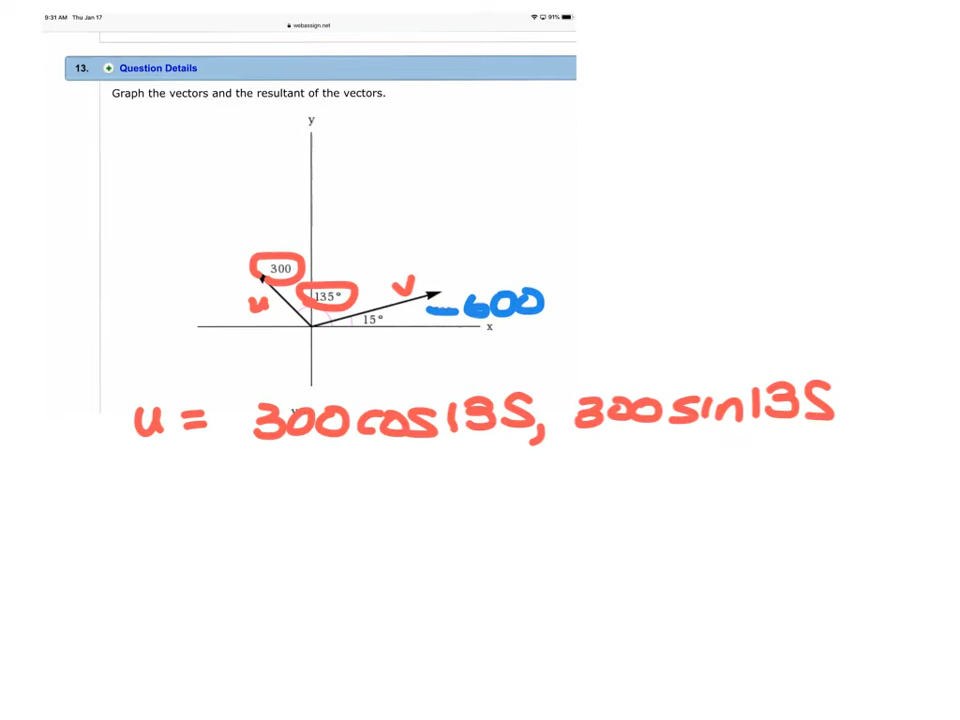 9:31 AM Thu Jan 17
91%
webassign.net
13. Question Details
Graph the vectors and the resultant of the vectors.
y
300
135°
v
u
600
15°
x
u = 300cos135, 300sin135